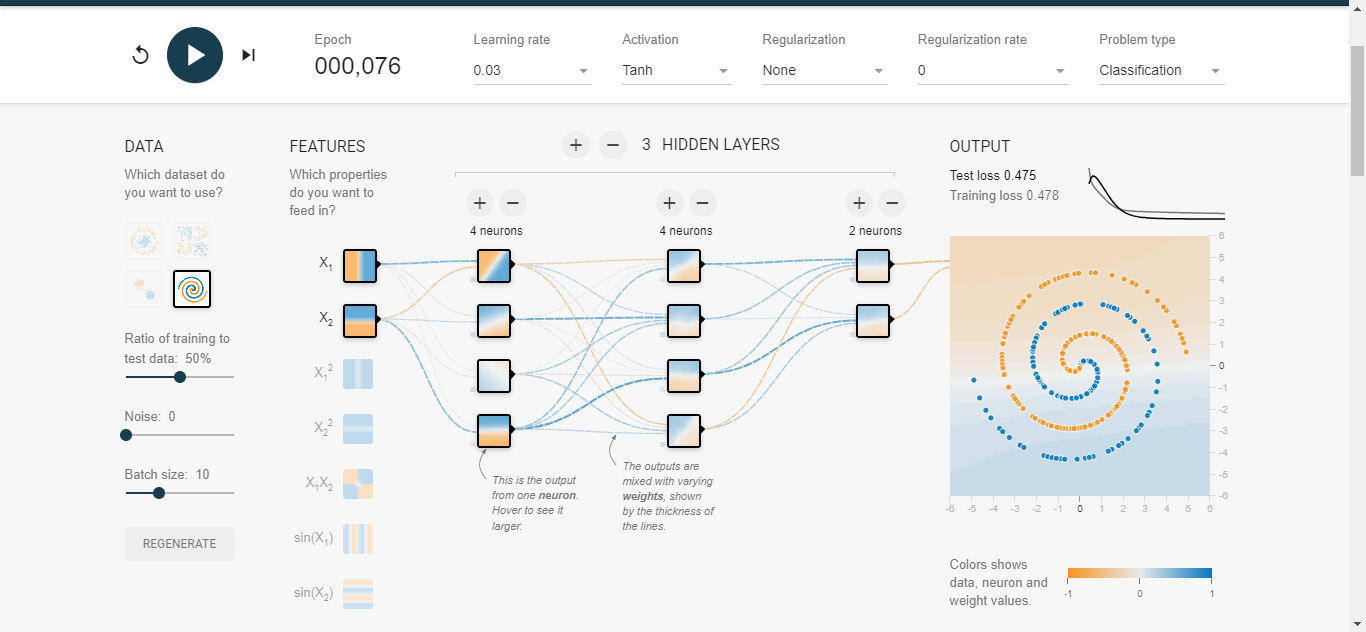 Epoch
000,076
Learning rate
0.03
Activation
Tanh
Regularization
None
Regularization rate
0
Problem type
Classification
DATA
Which dataset do
you want to use?
Ratio of training to
test data: 50%
Noise: 0
Batch size: 10
REGENERATE
FEATURES
Which properties
do you want to
feed in?
X1
X2
X1²
X2²
X1X2
sin(X1)
sin(X2)
+ − 3 HIDDEN LAYERS
+ −
4 neurons
+ −
4 neurons
+ −
2 neurons
This is the output
from one neuron.
Hover to see it
larger.
The outputs are
mixed with varying
weights, shown
by the thickness of
the lines.
OUTPUT
Test loss 0.475
Training loss 0.478
6
5
4
3
2
1
0
-1
-2
-3
-4
-5
-6
-6 -5 -4 -3 -2 -1 0 1 2 3 4 5 6
Colors shows
data, neuron and
weight values.
-1 0 1